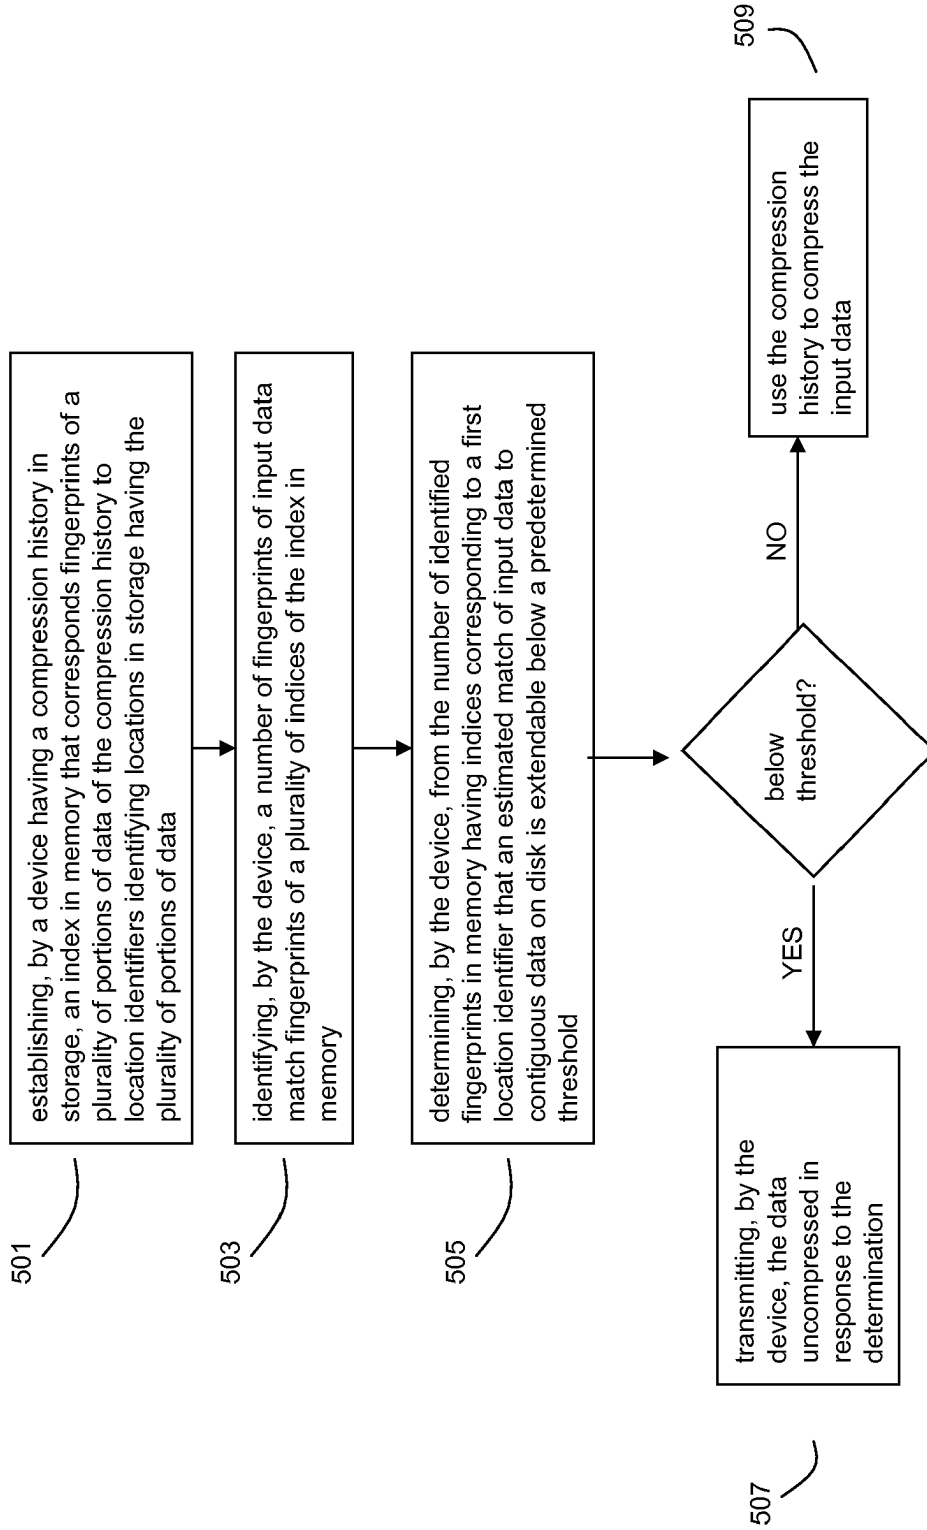 501
establishing, by a device having a compression history in
storage, an index in memory that corresponds fingerprints of a
plurality of portions of data of the compression history to
location identifiers identifying locations in storage having the
plurality of portions of data
503
identifying, by the device, a number of fingerprints of input data
match fingerprints of a plurality of indices of the index in
memory
505
determining, by the device, from the number of identified
fingerprints in memory having indices corresponding to a first
location identifier that an estimated match of input data to
contiguous data on disk is extendable below a predetermined
threshold
below
threshold?
YES
NO
507
transmitting, by the
device, the data
uncompressed in
response to the
determination
509
use the compression
history to compress the
input data